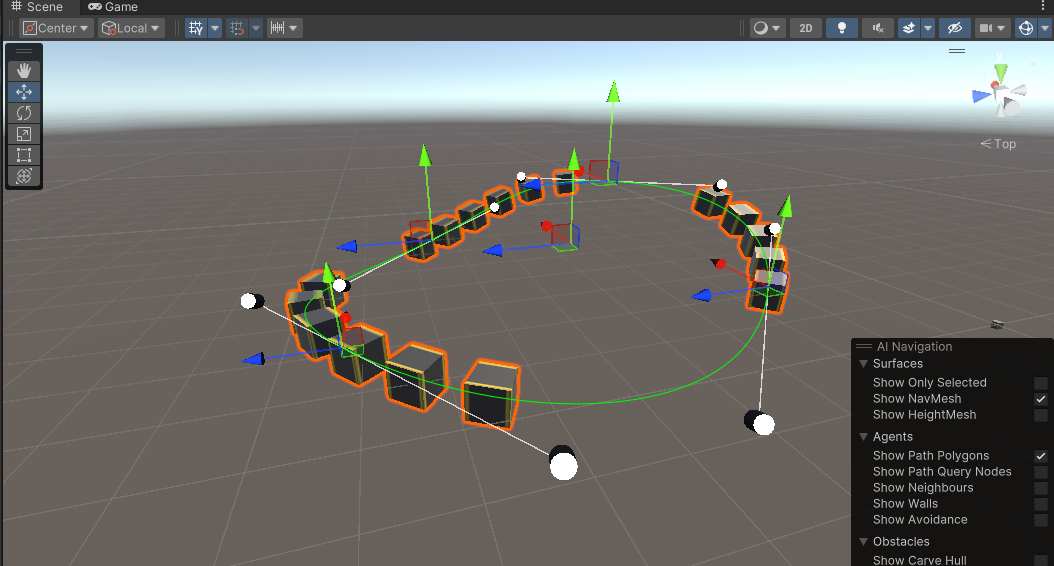 Scene Game
Center Local 2D
Y
Top
AI Navigation
Surfaces
Show Only Selected
Show NavMesh
Show HeightMesh
Agents
Show Path Polygons
Show Path Query Nodes
Show Neighbours
Show Walls
Show Avoidance
Obstacles
Show Carve Hull